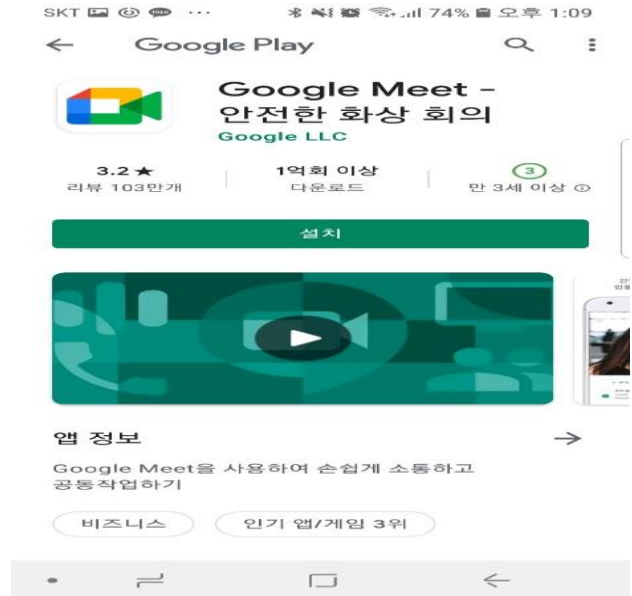 SKT 74% 오후 1:09
Google Play
Google Meet -
안전한 화상 회의
Google LLC
3.2★ 1억회 이상 3
리뷰 103만개 다운로드 만 3세 이상
설치
앱 정보
Google Meet을 사용하여 손쉽게 소통하고
공동작업하기
비즈니스 인기 앱/게임 3위